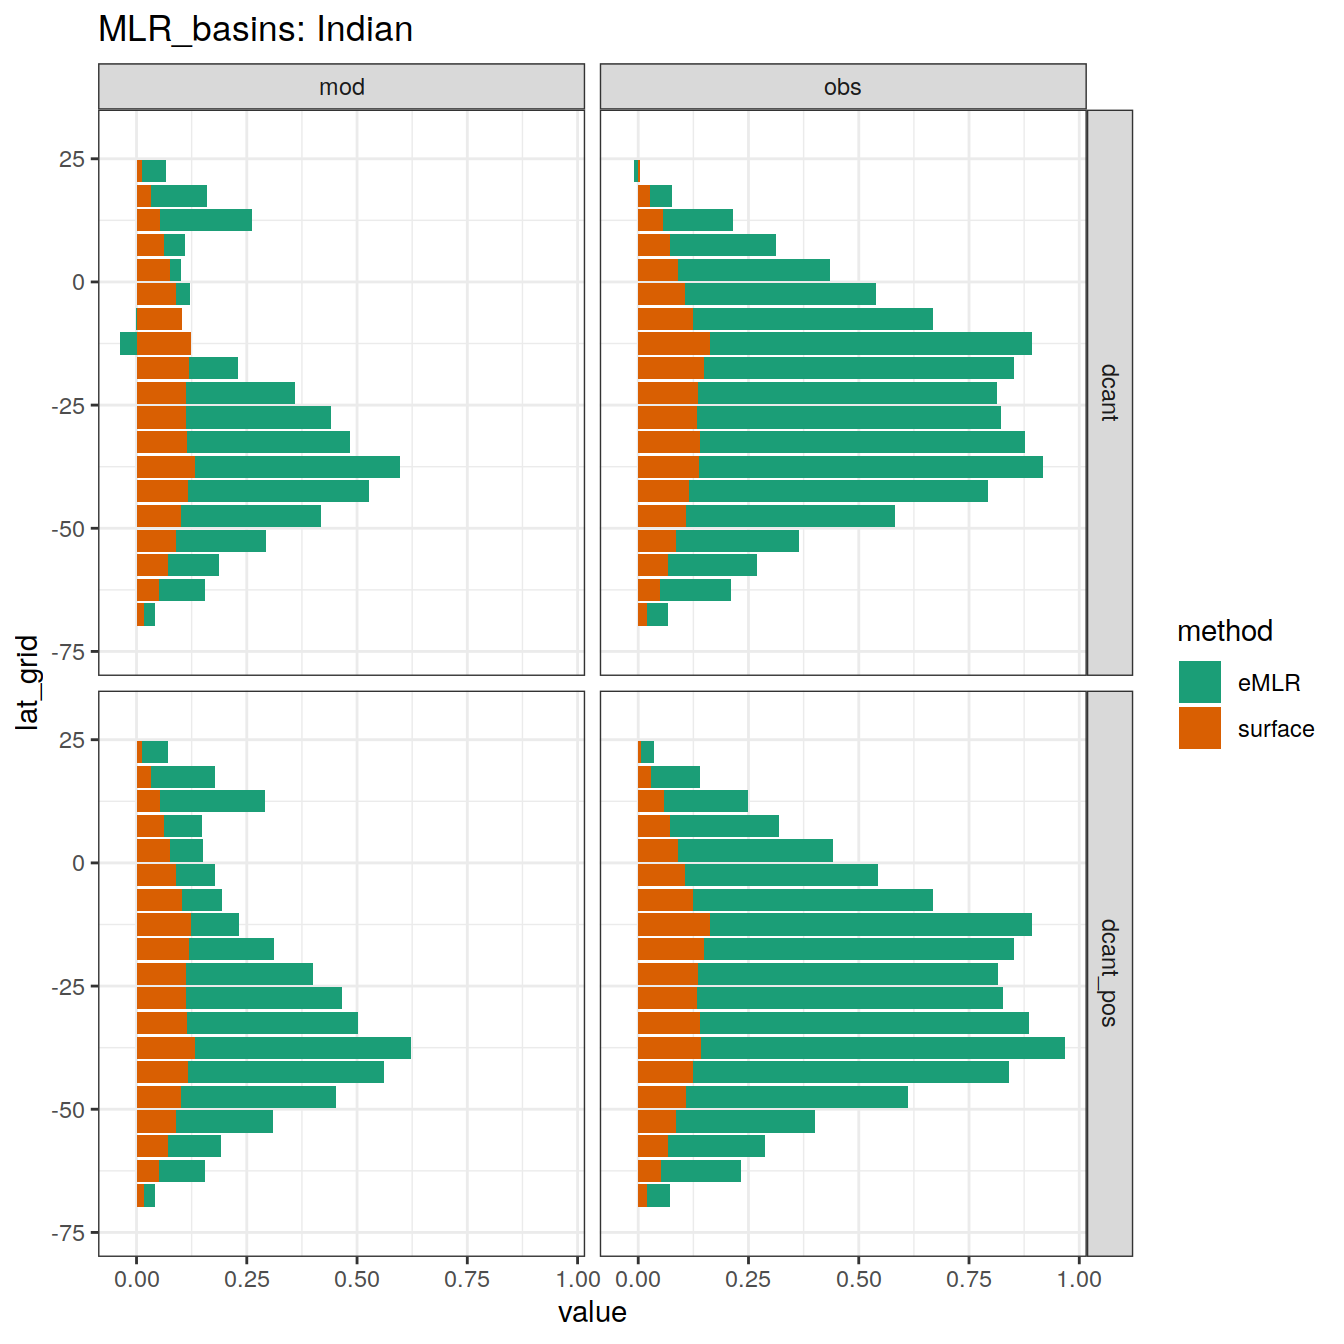 MLR_basins: Indian
mod
obs
25
0
-25
-50
-75
dcant
25
0
-25
-50
-75
dcant_pos
lat_grid
0.00 0.25 0.50 0.75 1.00
0.00 0.25 0.50 0.75 1.00
value
method
eMLR
surface